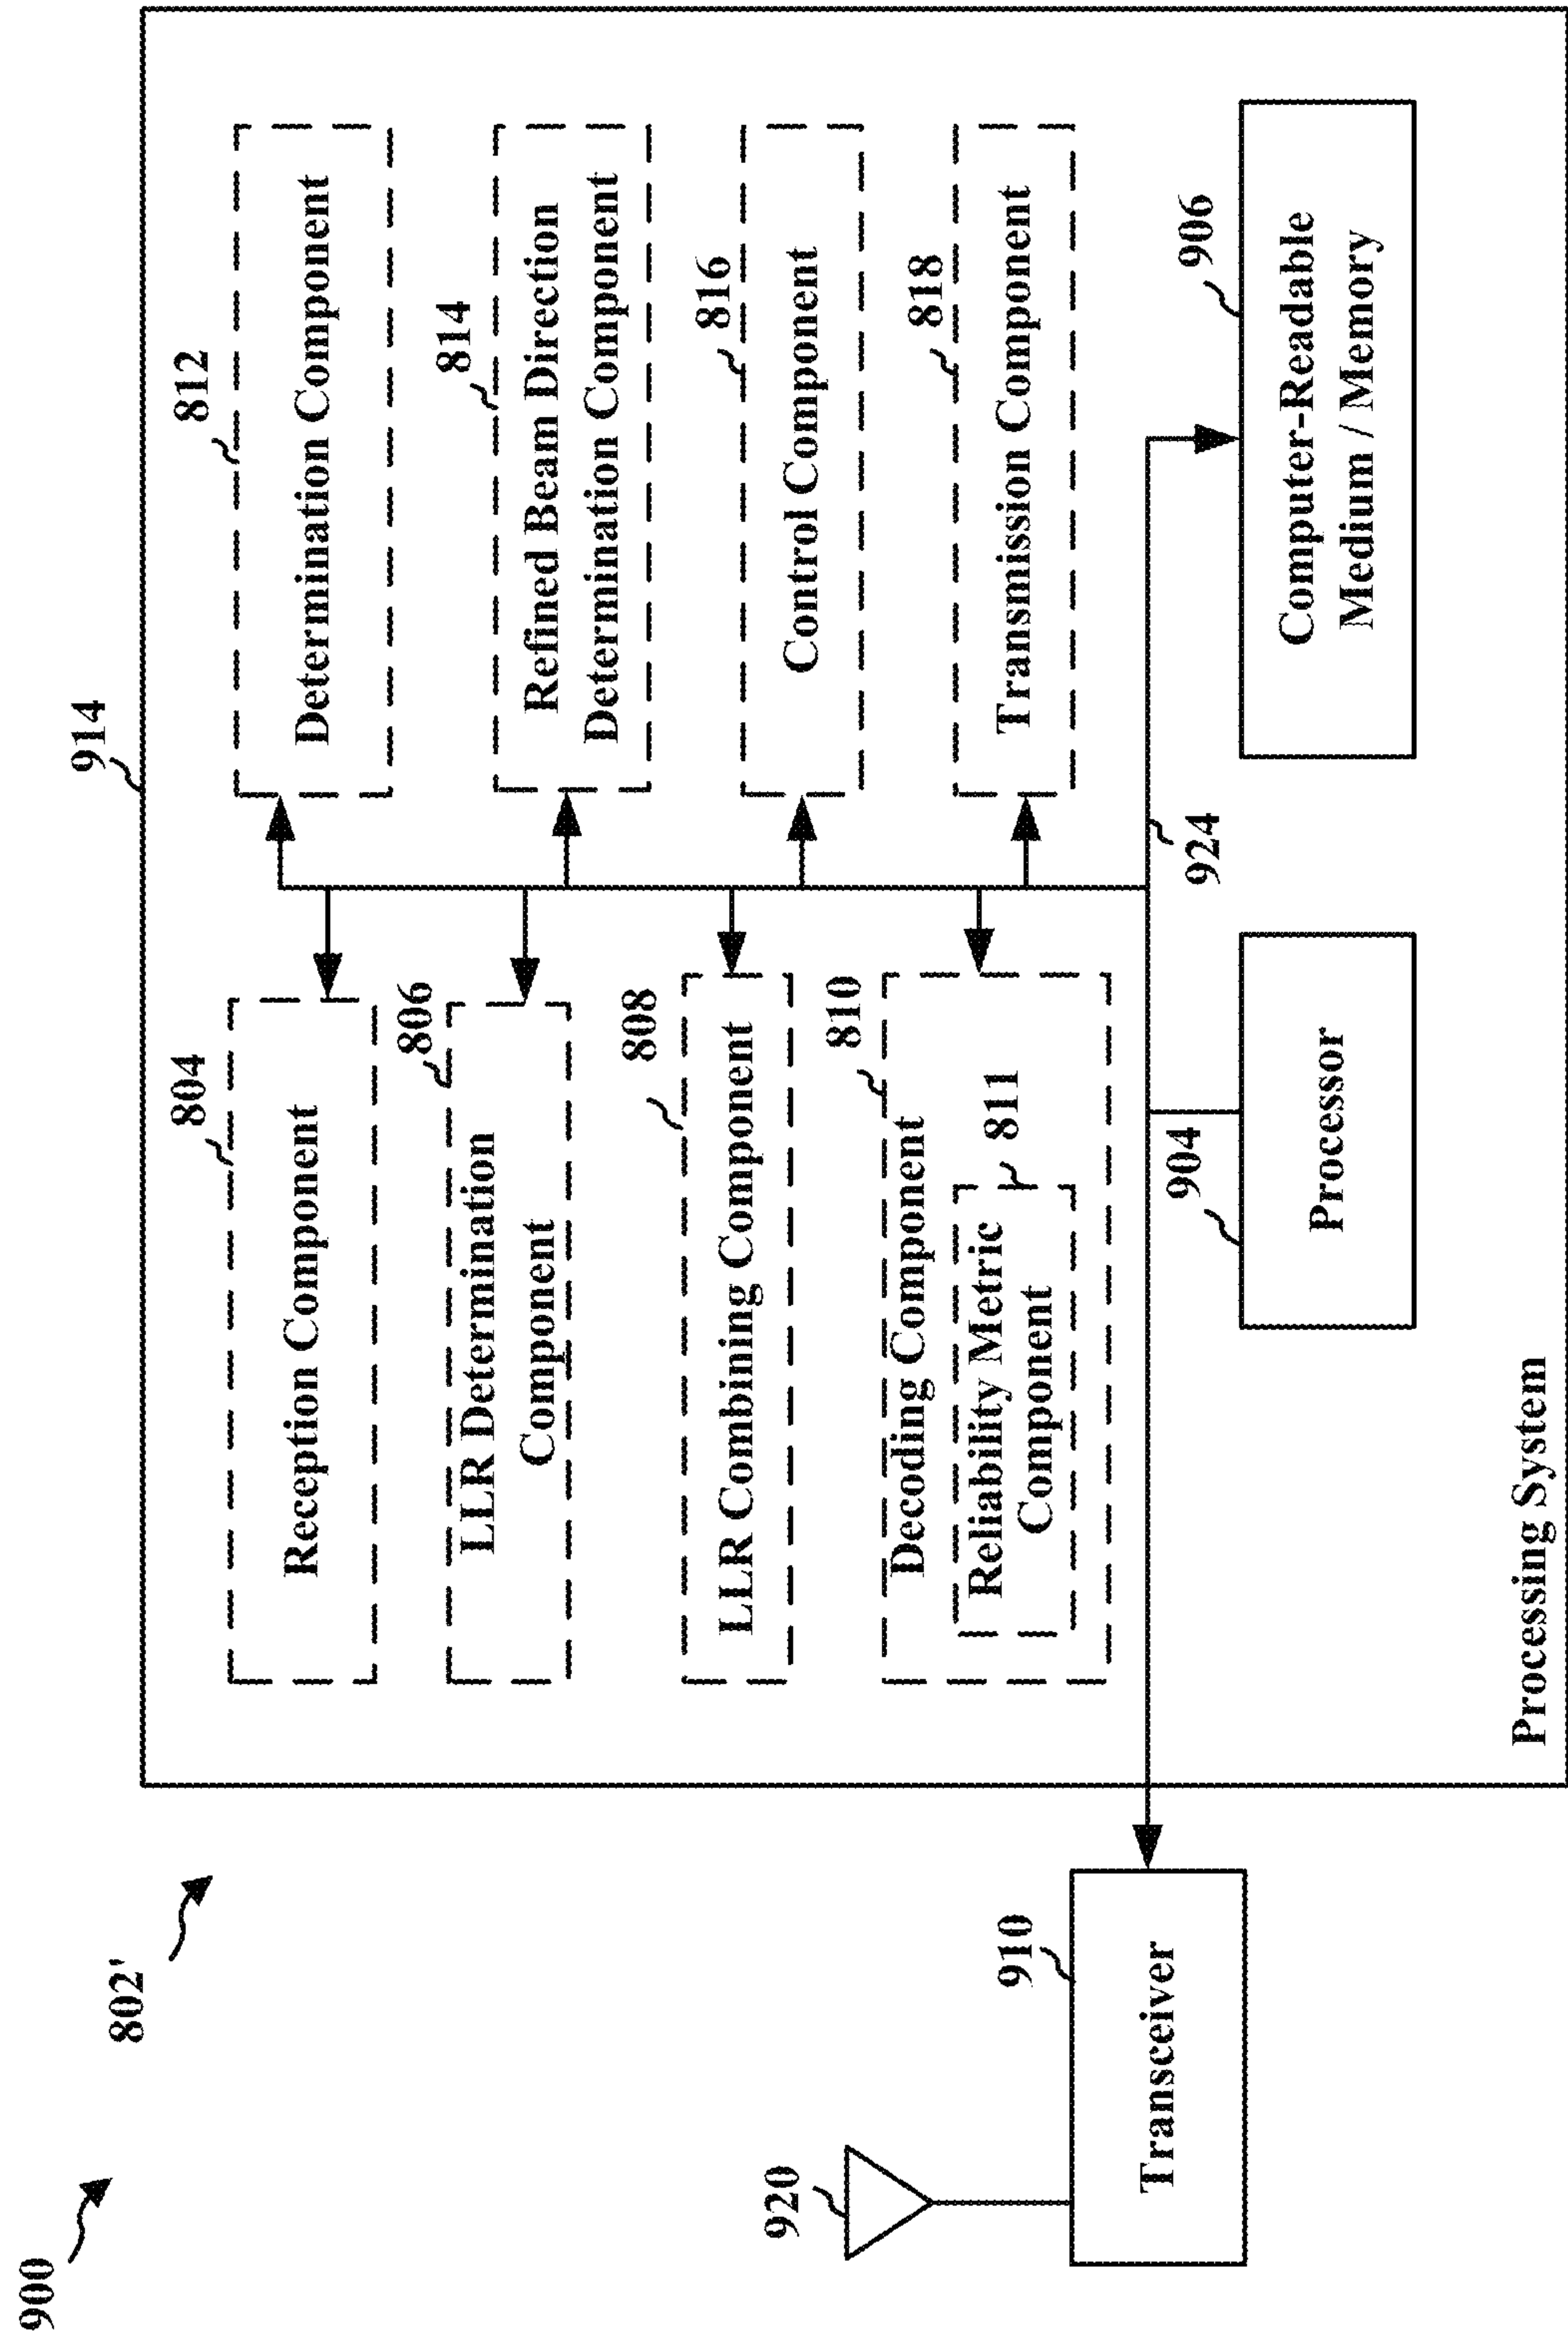 900
802'
914
804
Reception Component
812
Determination Component
806
LLR Determination
Component
814
Refined Beam Direction
Determination Component
808
LLR Combining Component
816
Control Component
810
Decoding Component
811
Reliability Metric
Component
818
Transmission Component
920
910
Transceiver
924
904
Processor
906
Computer-Readable
Medium / Memory
Processing System